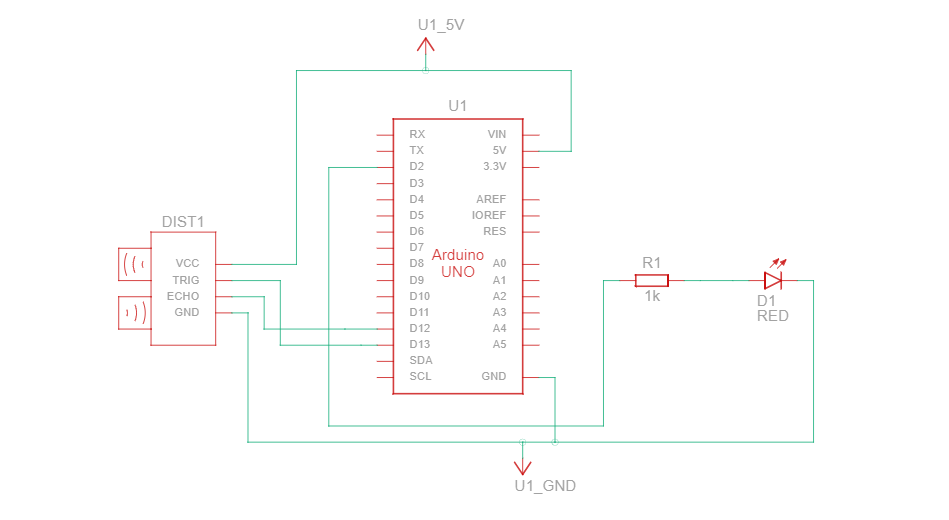 U1_5V
U1
RX VIN
TX 5V
D2 3.3V
D3
D4 AREF
D5 IOREF
D6 RES
D7
D8 A0
D9 A1
D10 A2
D11 A3
D12 A4
D13 A5
SDA
SCL GND
Arduino
UNO
DIST1
VCC
TRIG
ECHO
GND
R1
1k
D1
RED
U1_GND